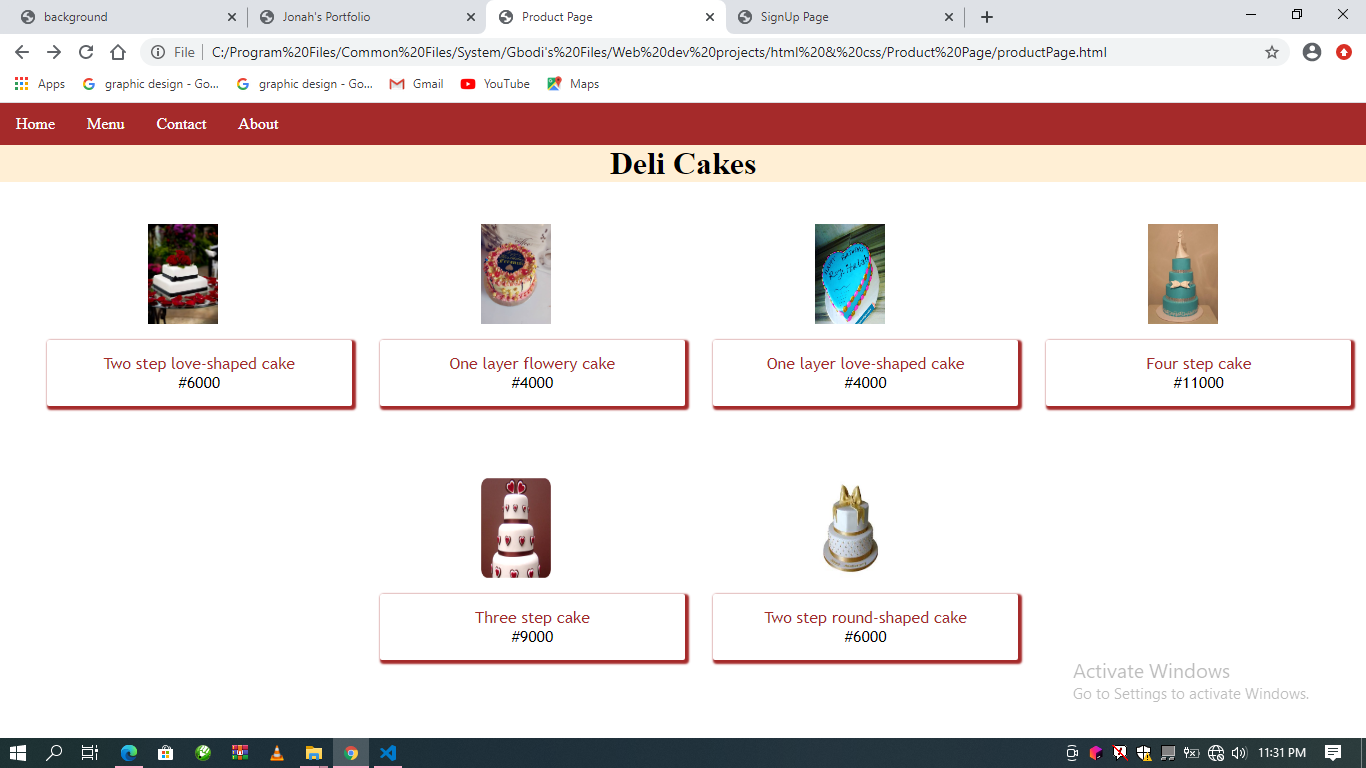 background
Jonah's Portfolio
Product Page
SignUp Page
File
C:/Program%20Files/Common%20Files/System/Gbodi's%20Files/Web%20dev%20projects/html%20&%20css/Product%20Page/productPage.html
Apps
graphic design - Go...
graphic design - Go...
Gmail
YouTube
Maps
Home Menu Contact About
Deli Cakes
Two step love-shaped cake
#6000
One layer flowery cake
#4000
One layer love-shaped cake
#4000
Four step cake
#11000
Three step cake
#9000
Two step round-shaped cake
#6000
Activate Windows
Go to Settings to activate Windows.
11:31 PM